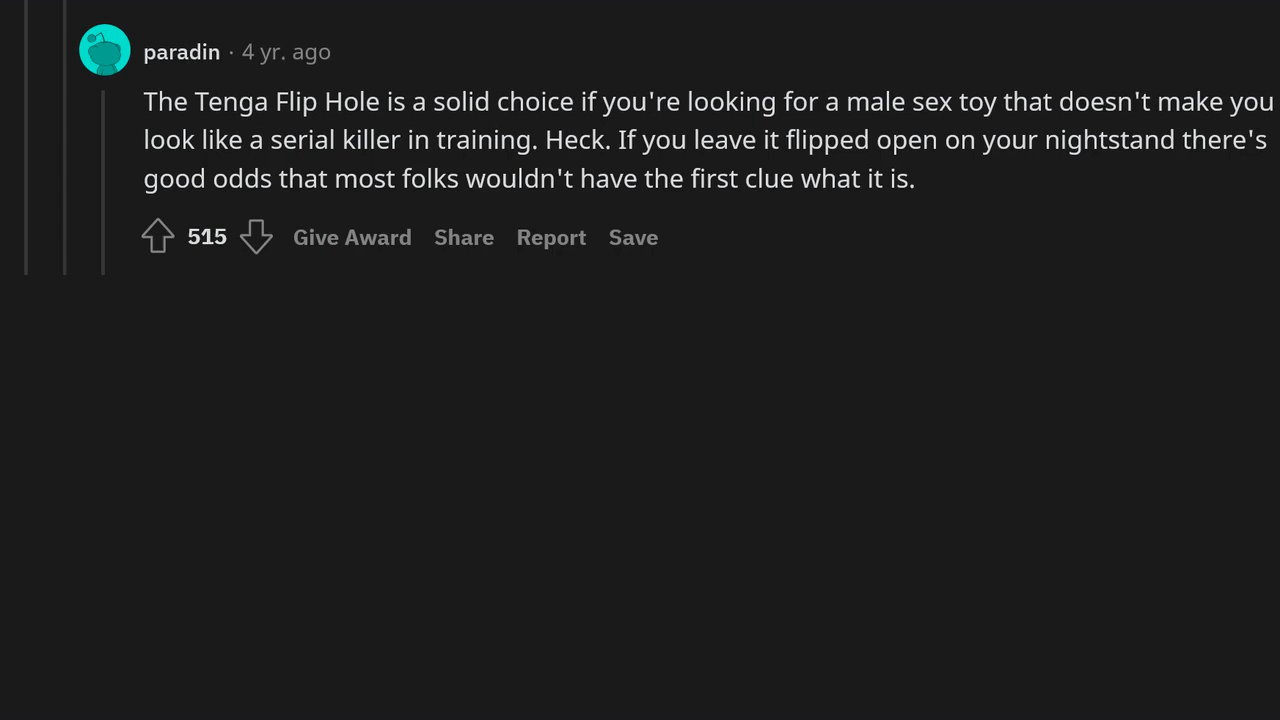 paradin · 4 yr. ago
The Tenga Flip Hole is a solid choice if you're looking for a male sex toy that doesn't make you
look like a serial killer in training. Heck. If you leave it flipped open on your nightstand there's
good odds that most folks wouldn't have the first clue what it is.
515 Give Award Share Report Save